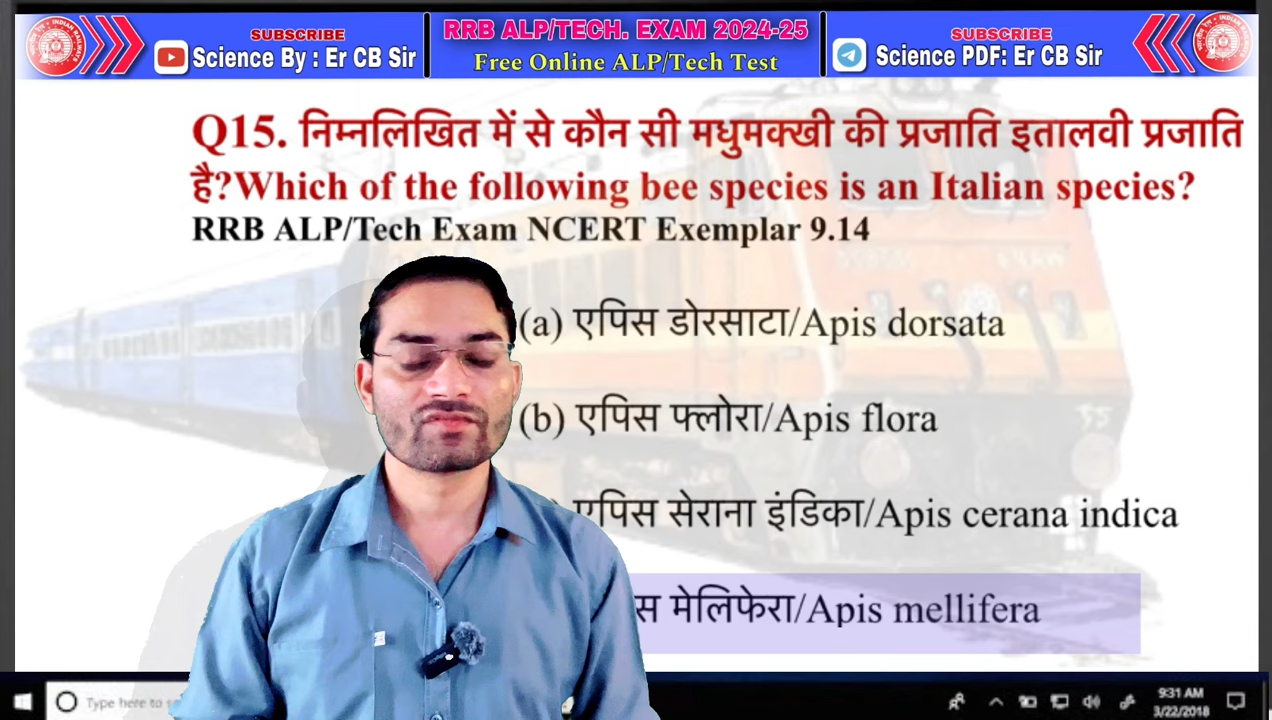 SUBSCRIBE
Science By : Er CB Sir
RRB ALP/TECH. EXAM 2024-25
Free Online ALP/Tech Test
SUBSCRIBE
Science PDF: Er CB Sir
Q15. निम्नलिखित में से कौन सी मधुमक्खी की प्रजाति इतालवी प्रजाति
है?Which of the following bee species is an Italian species?
RRB ALP/Tech Exam NCERT Exemplar 9.14
(a) एपिस डोरसाटा/Apis dorsata
(b) एपिस फ्लोरा/Apis flora
एपिस सेराना इंडिका/Apis cerana indica
स मेलिफेरा/Apis mellifera
Type here to
9:31 AM
3/22/2018